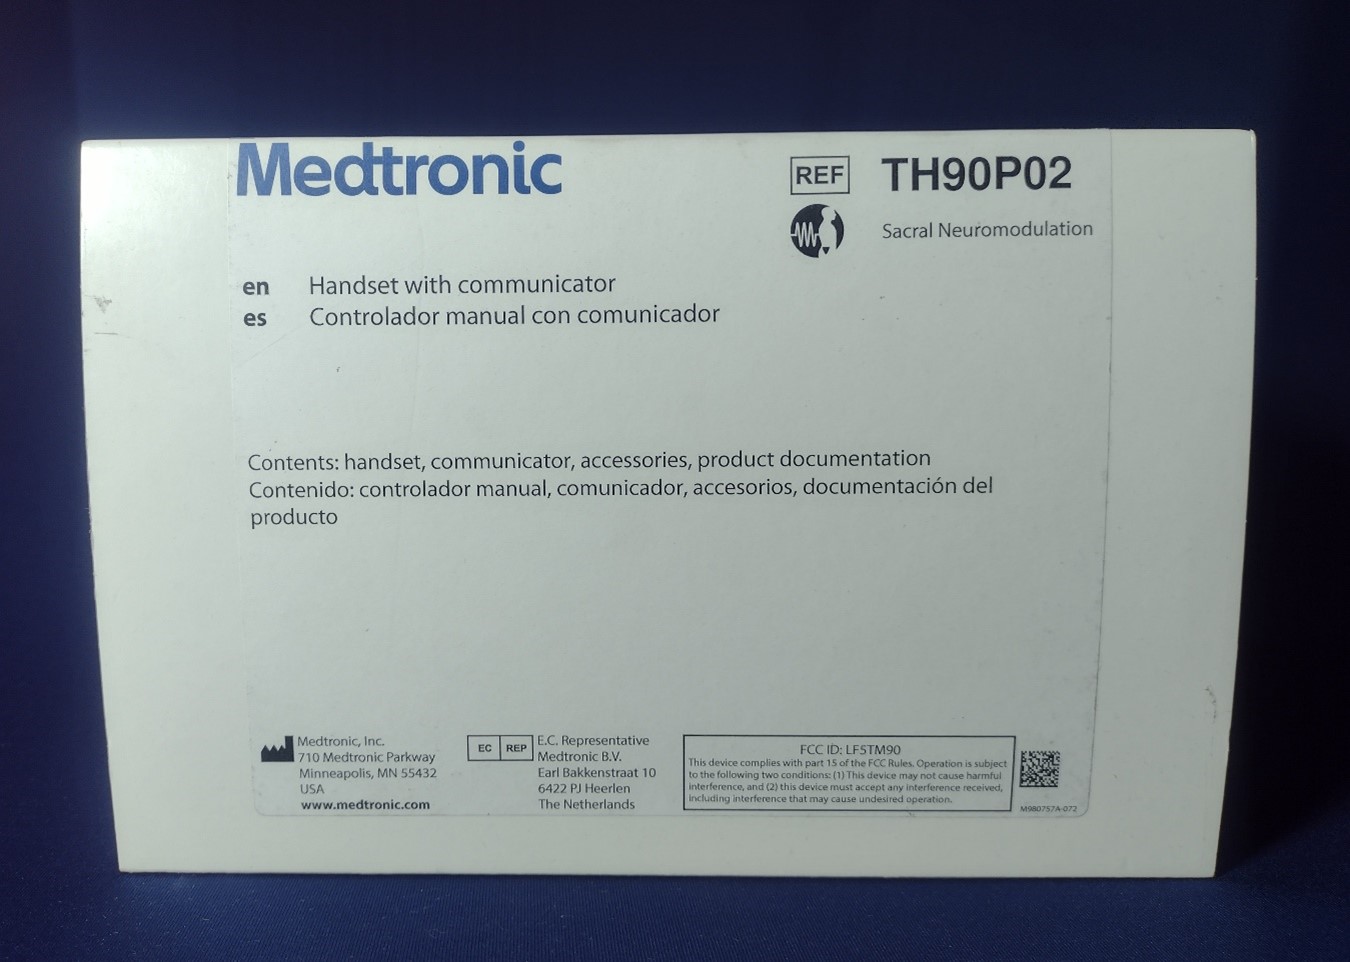 Medtronic
REF TH90P02
Sacral Neuromodulation
en Handset with communicator
es Controlador manual con comunicador
Contents: handset, communicator, accessories, product documentation
Contenido: controlador manual, comunicador, accesorios, documentación del
producto
Medtronic, Inc.
710 Medtronic Parkway
Minneapolis, MN 55432
USA
www.medtronic.com
EC REP
E.C. Representative
Medtronic B.V.
Earl Bakkenstraat 10
6422 PJ Heerlen
The Netherlands
FCC ID: LF5TM90
This device complies with part 15 of the FCC Rules. Operation is subject
to the following two conditions: (1) This device may not cause harmful
interference, and (2) this device must accept any interference received,
including interference that may cause undesired operation.
M980757A-072